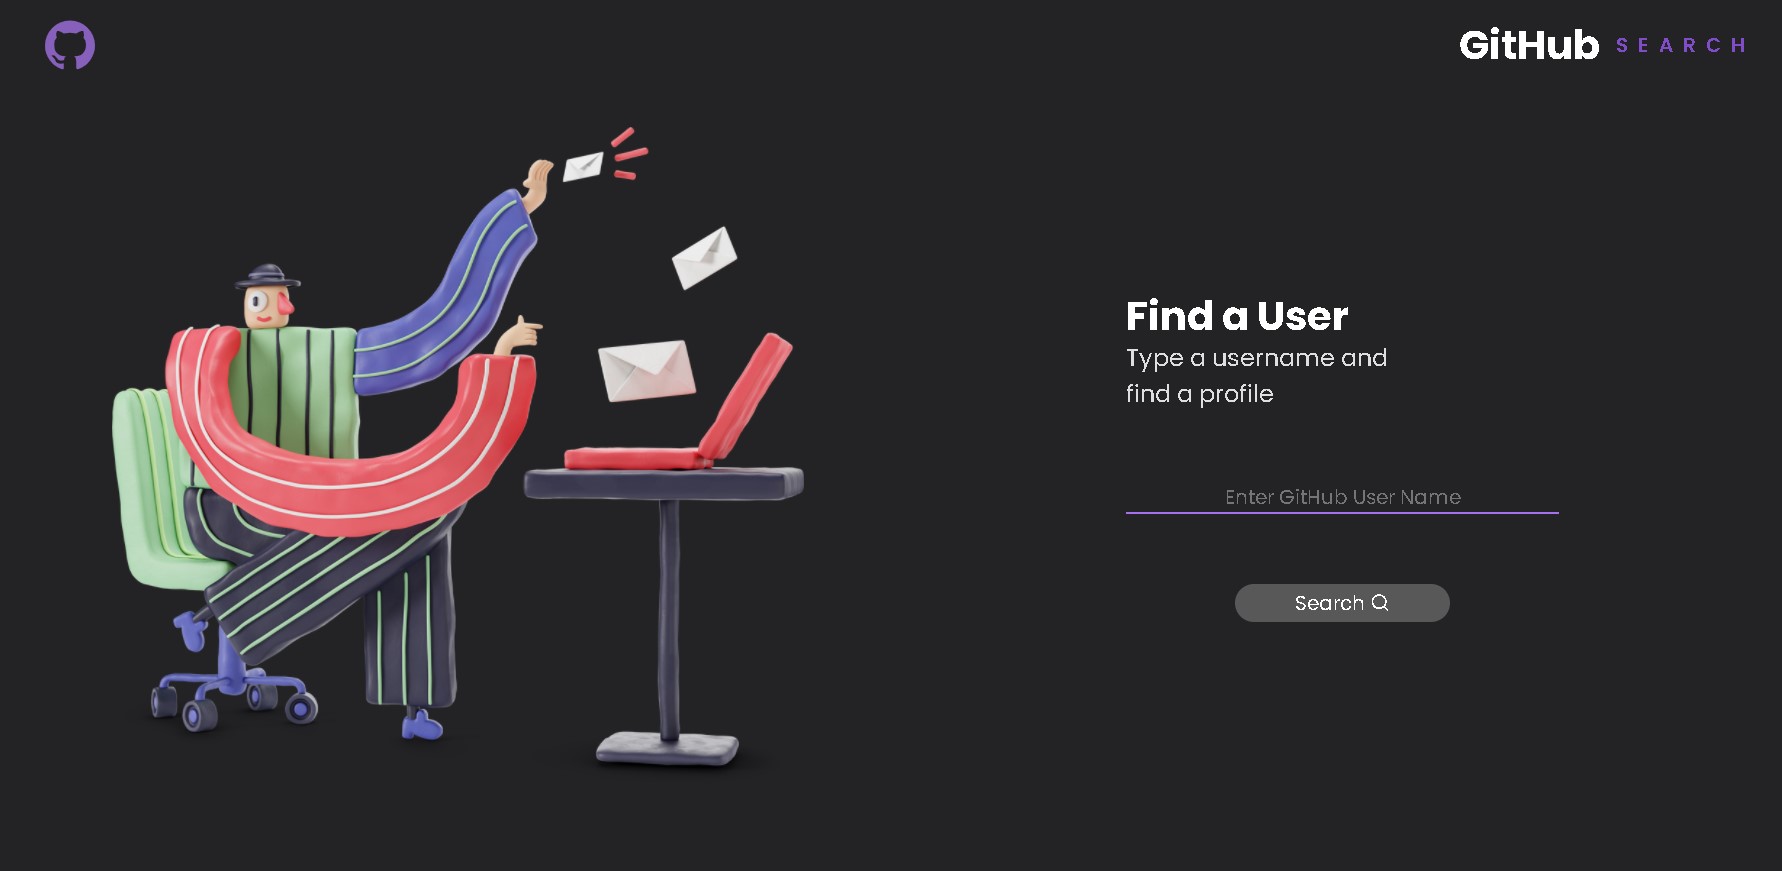 GitHub SEARCH
Find a User
Type a username and
find a profile
Enter GitHub User Name
Search